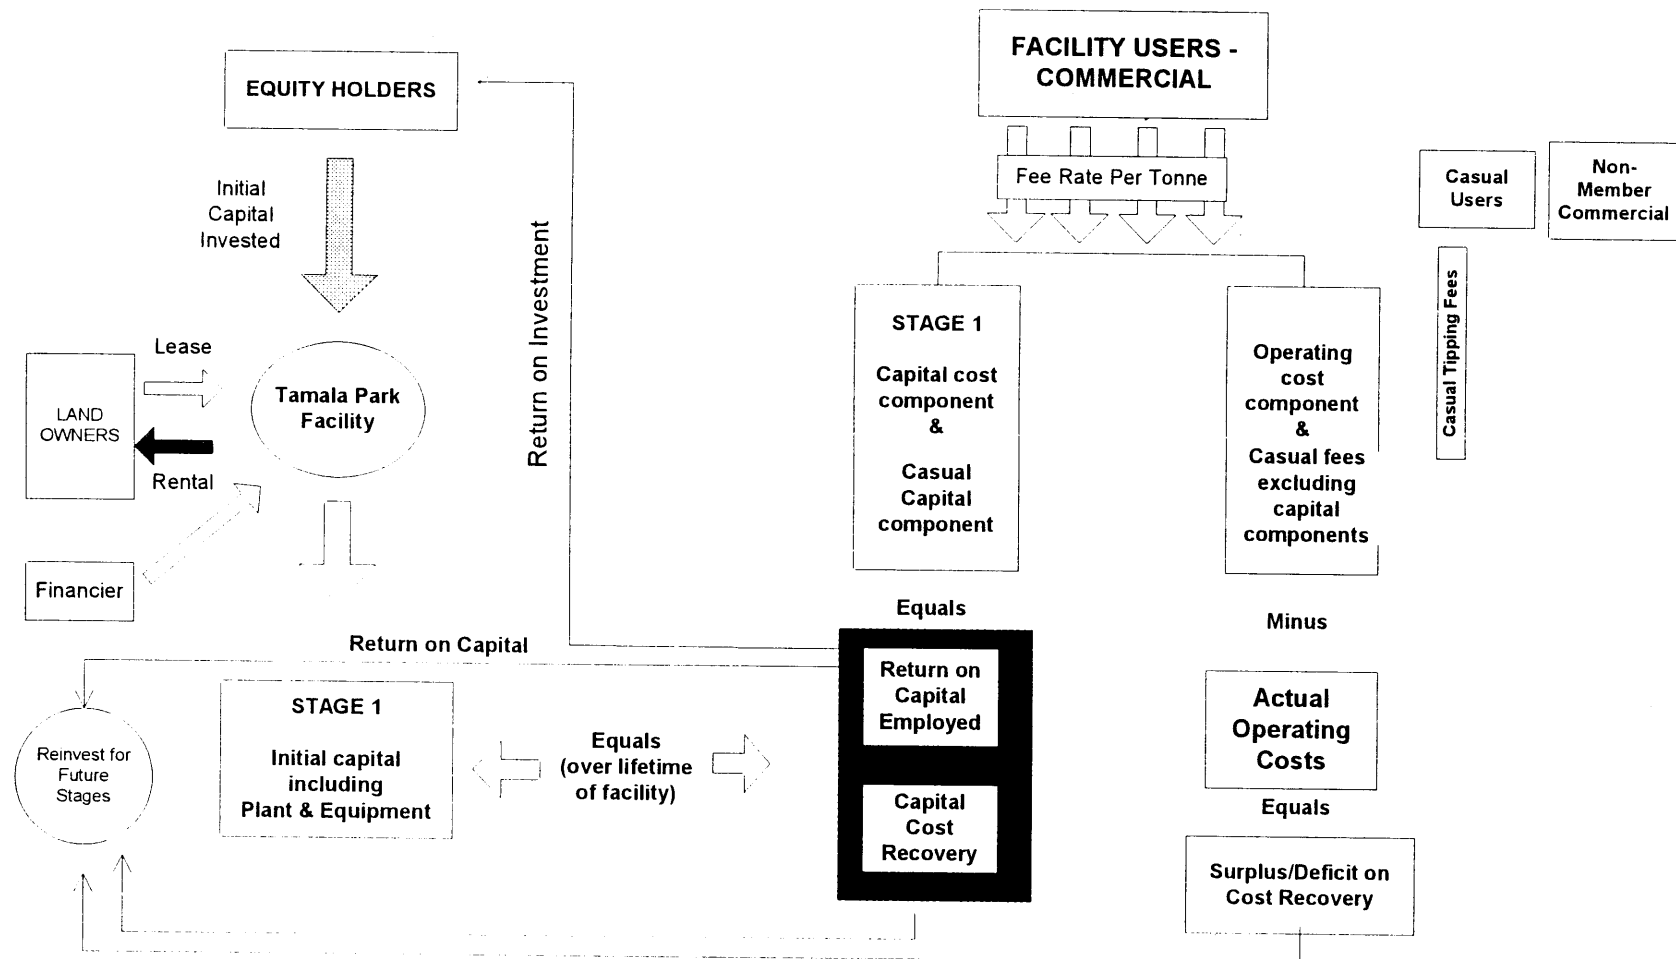 FACILITY USERS -
COMMERCIAL
EQUITY HOLDERS
Fee Rate Per Tonne
Casual
Users
Non-
Member
Commercial
Initial
Capital
Invested
Return on Investment
Casual Tipping Fees
Lease
LAND
OWNERS
Tamala Park
Facility
Rental
Financier
STAGE 1
Capital cost
component
&
Casual
Capital
component
Operating
cost
component
&
Casual fees
excluding
capital
components
Equals
Minus
Return on Capital
Return on
Capital
Employed
Capital
Cost
Recovery
Actual
Operating
Costs
Equals
Surplus/Deficit on
Cost Recovery
STAGE 1
Initial capital
including
Plant & Equipment
Equals
(over lifetime
of facility)
Reinvest for
Future
Stages